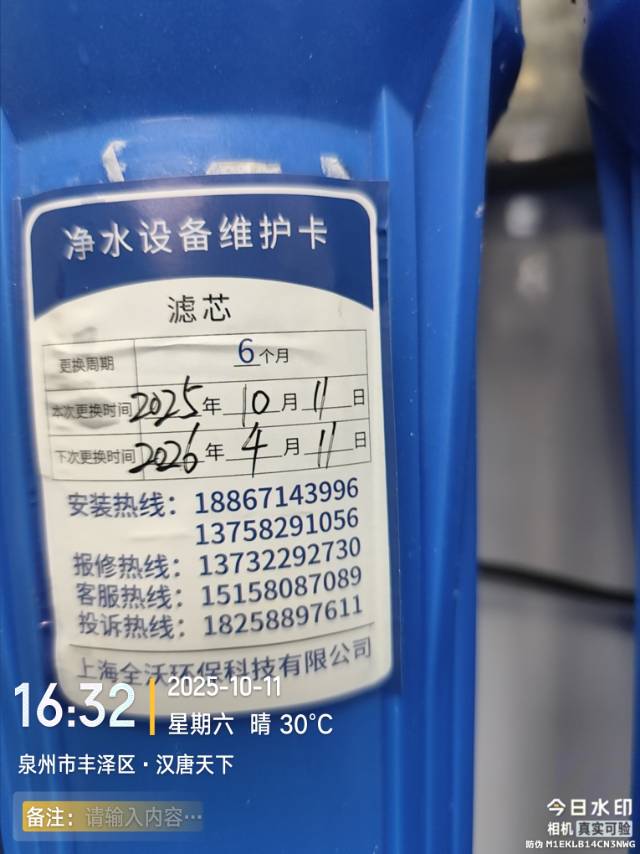 净水设备维护卡
滤芯
更换周期 6个月
本次更换时间 2025年 10月 11日
下次更换时间 2026年 4月 11日
安装热线：18867143996
13758291056
报修热线：13732292730
客服热线：15158087089
投诉热线：18258897611
上海全沃环保科技有限公司
16:32
2025-10-11
星期六 晴 30°C
泉州市丰泽区·汉唐天下
备注：请输入内容…
今日水印
相机 真实可验
防伪 M1EKLB14CN3NWG